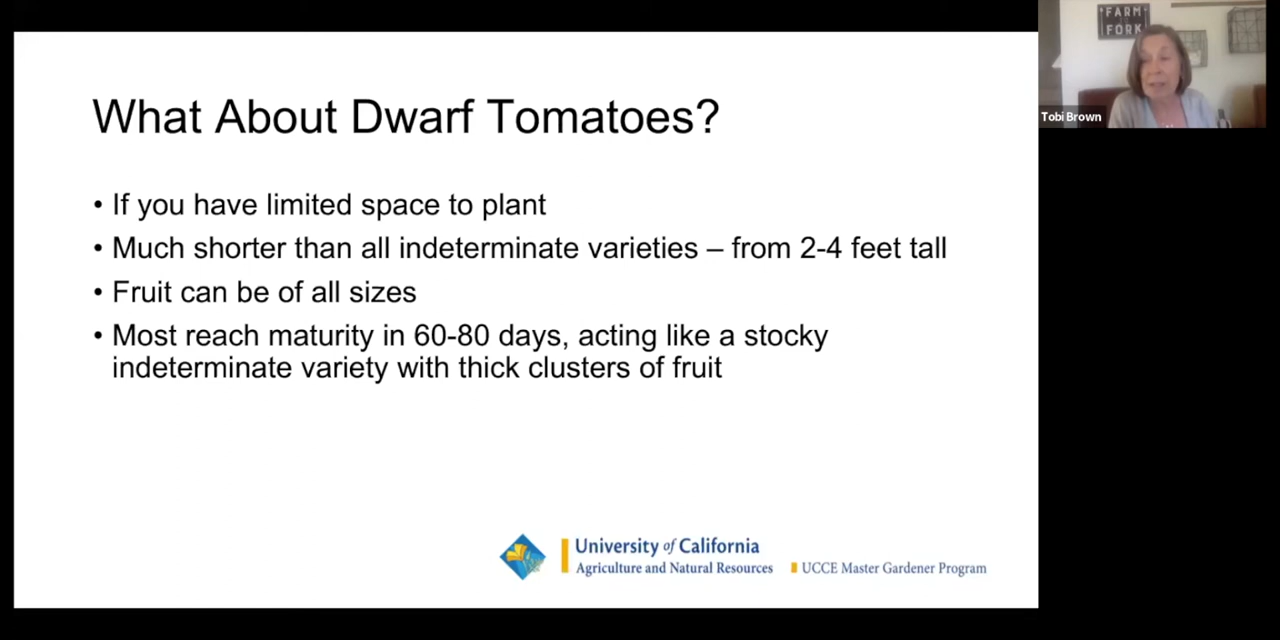 What About Dwarf Tomatoes?
• If you have limited space to plant
• Much shorter than all indeterminate varieties – from 2-4 feet tall
• Fruit can be of all sizes
• Most reach maturity in 60-80 days, acting like a stocky
indeterminate variety with thick clusters of fruit
University of California
Agriculture and Natural Resources
UCCE Master Gardener Program
FARM
FORK
Tobi Brown